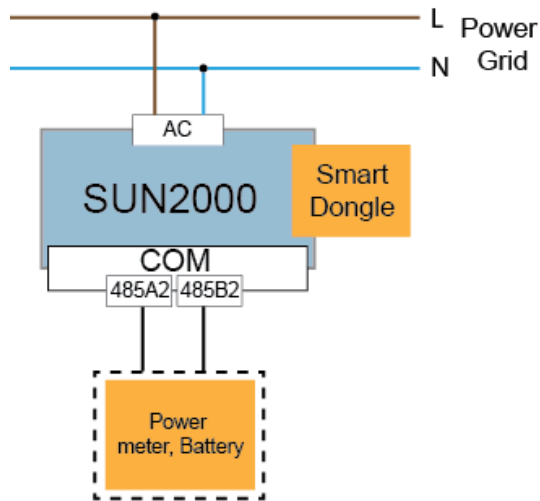 L
Power
Grid
N
AC
SUN2000
Smart
Dongle
COM
485A2
485B2
Power
meter, Battery